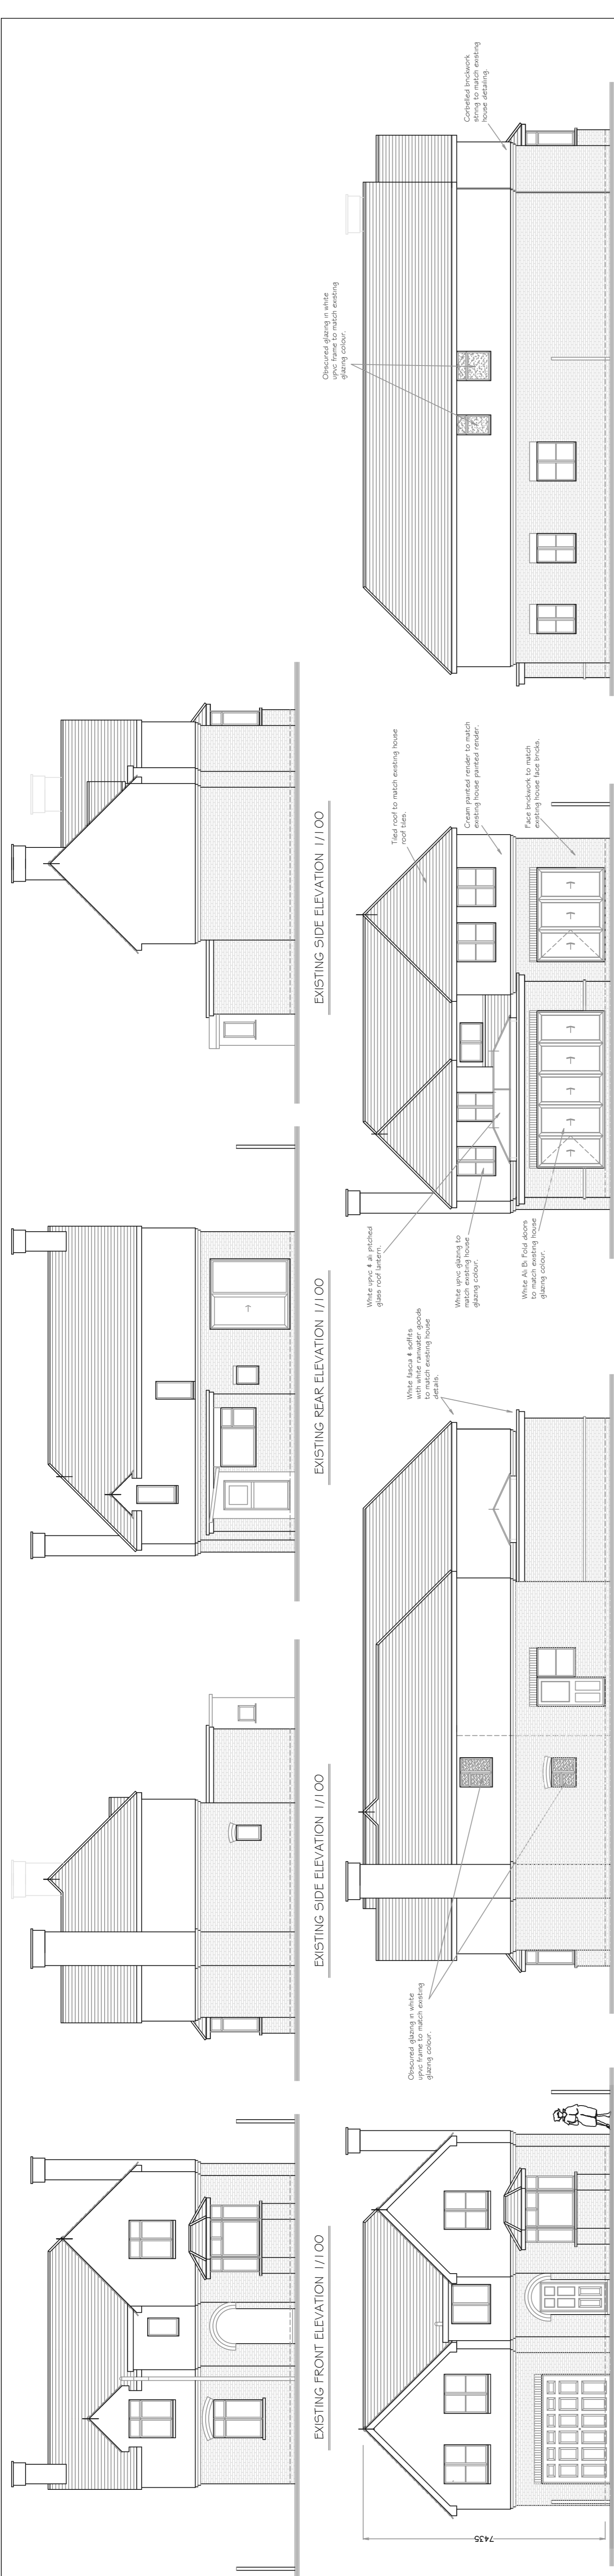 EXISTING FRONT ELEVATION 1/100
EXISTING SIDE ELEVATION 1/100
EXISTING REAR ELEVATION 1/100
EXISTING SIDE ELEVATION 1/100
7435
Obscured glazing in white
upvc frame to match existing
glazing colour.
White fascia & soffits
with white rainwater goods
to match existing house
details.
White upvc & ali pitched
glass roof lantern.
White upvc glazing to
match existing house
glazing colour.
White Ali Bi Fold doors
to match existing house
glazing colour.
Tiled roof to match existing house
roof tiles.
Cream painted render to match
existing house painted render.
Face brickwork to match
existing house face bricks.
Obscured glazing in white
upvc frame to match existing
glazing colour.
Corbelled brickwork
string to match existing
house detailing.